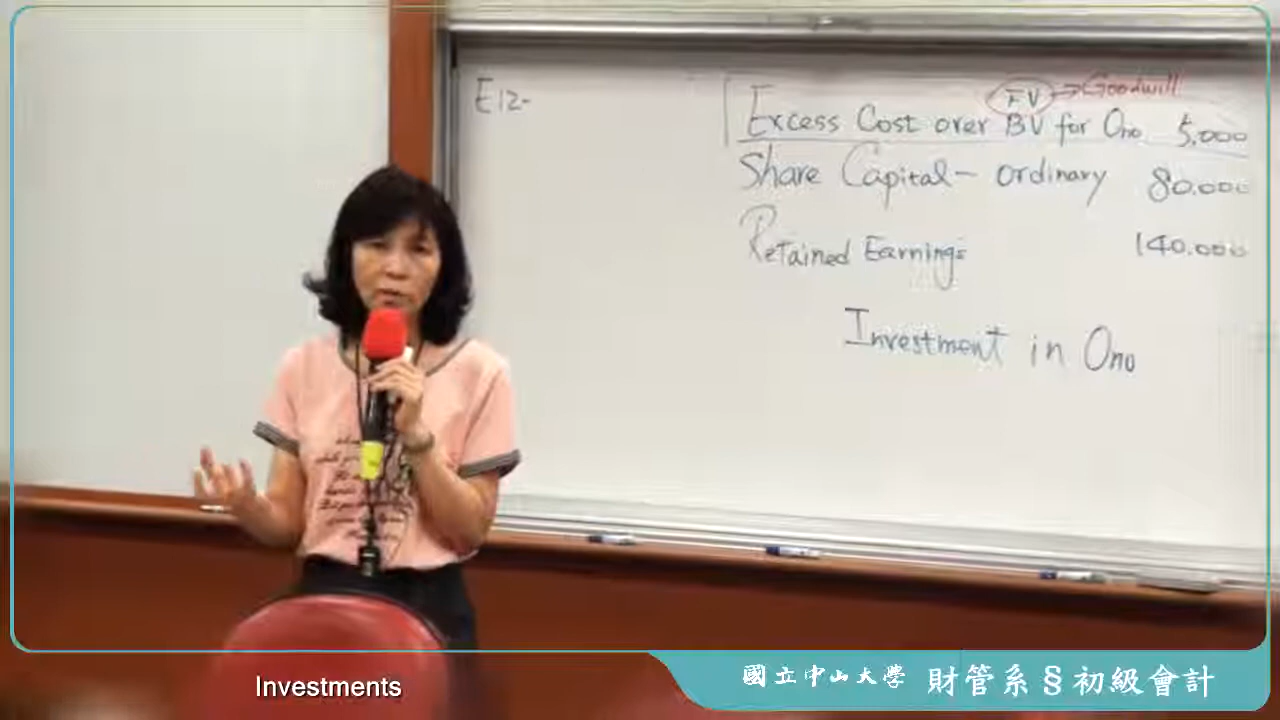 E12-
FV → Goodwill
Excess Cost over BV for Ono 5,000
Share Capital - ordinary 80.000
Retained Earnings 140.000
Investment in Ono
Investments
國立中山大學 財管系§初級會計